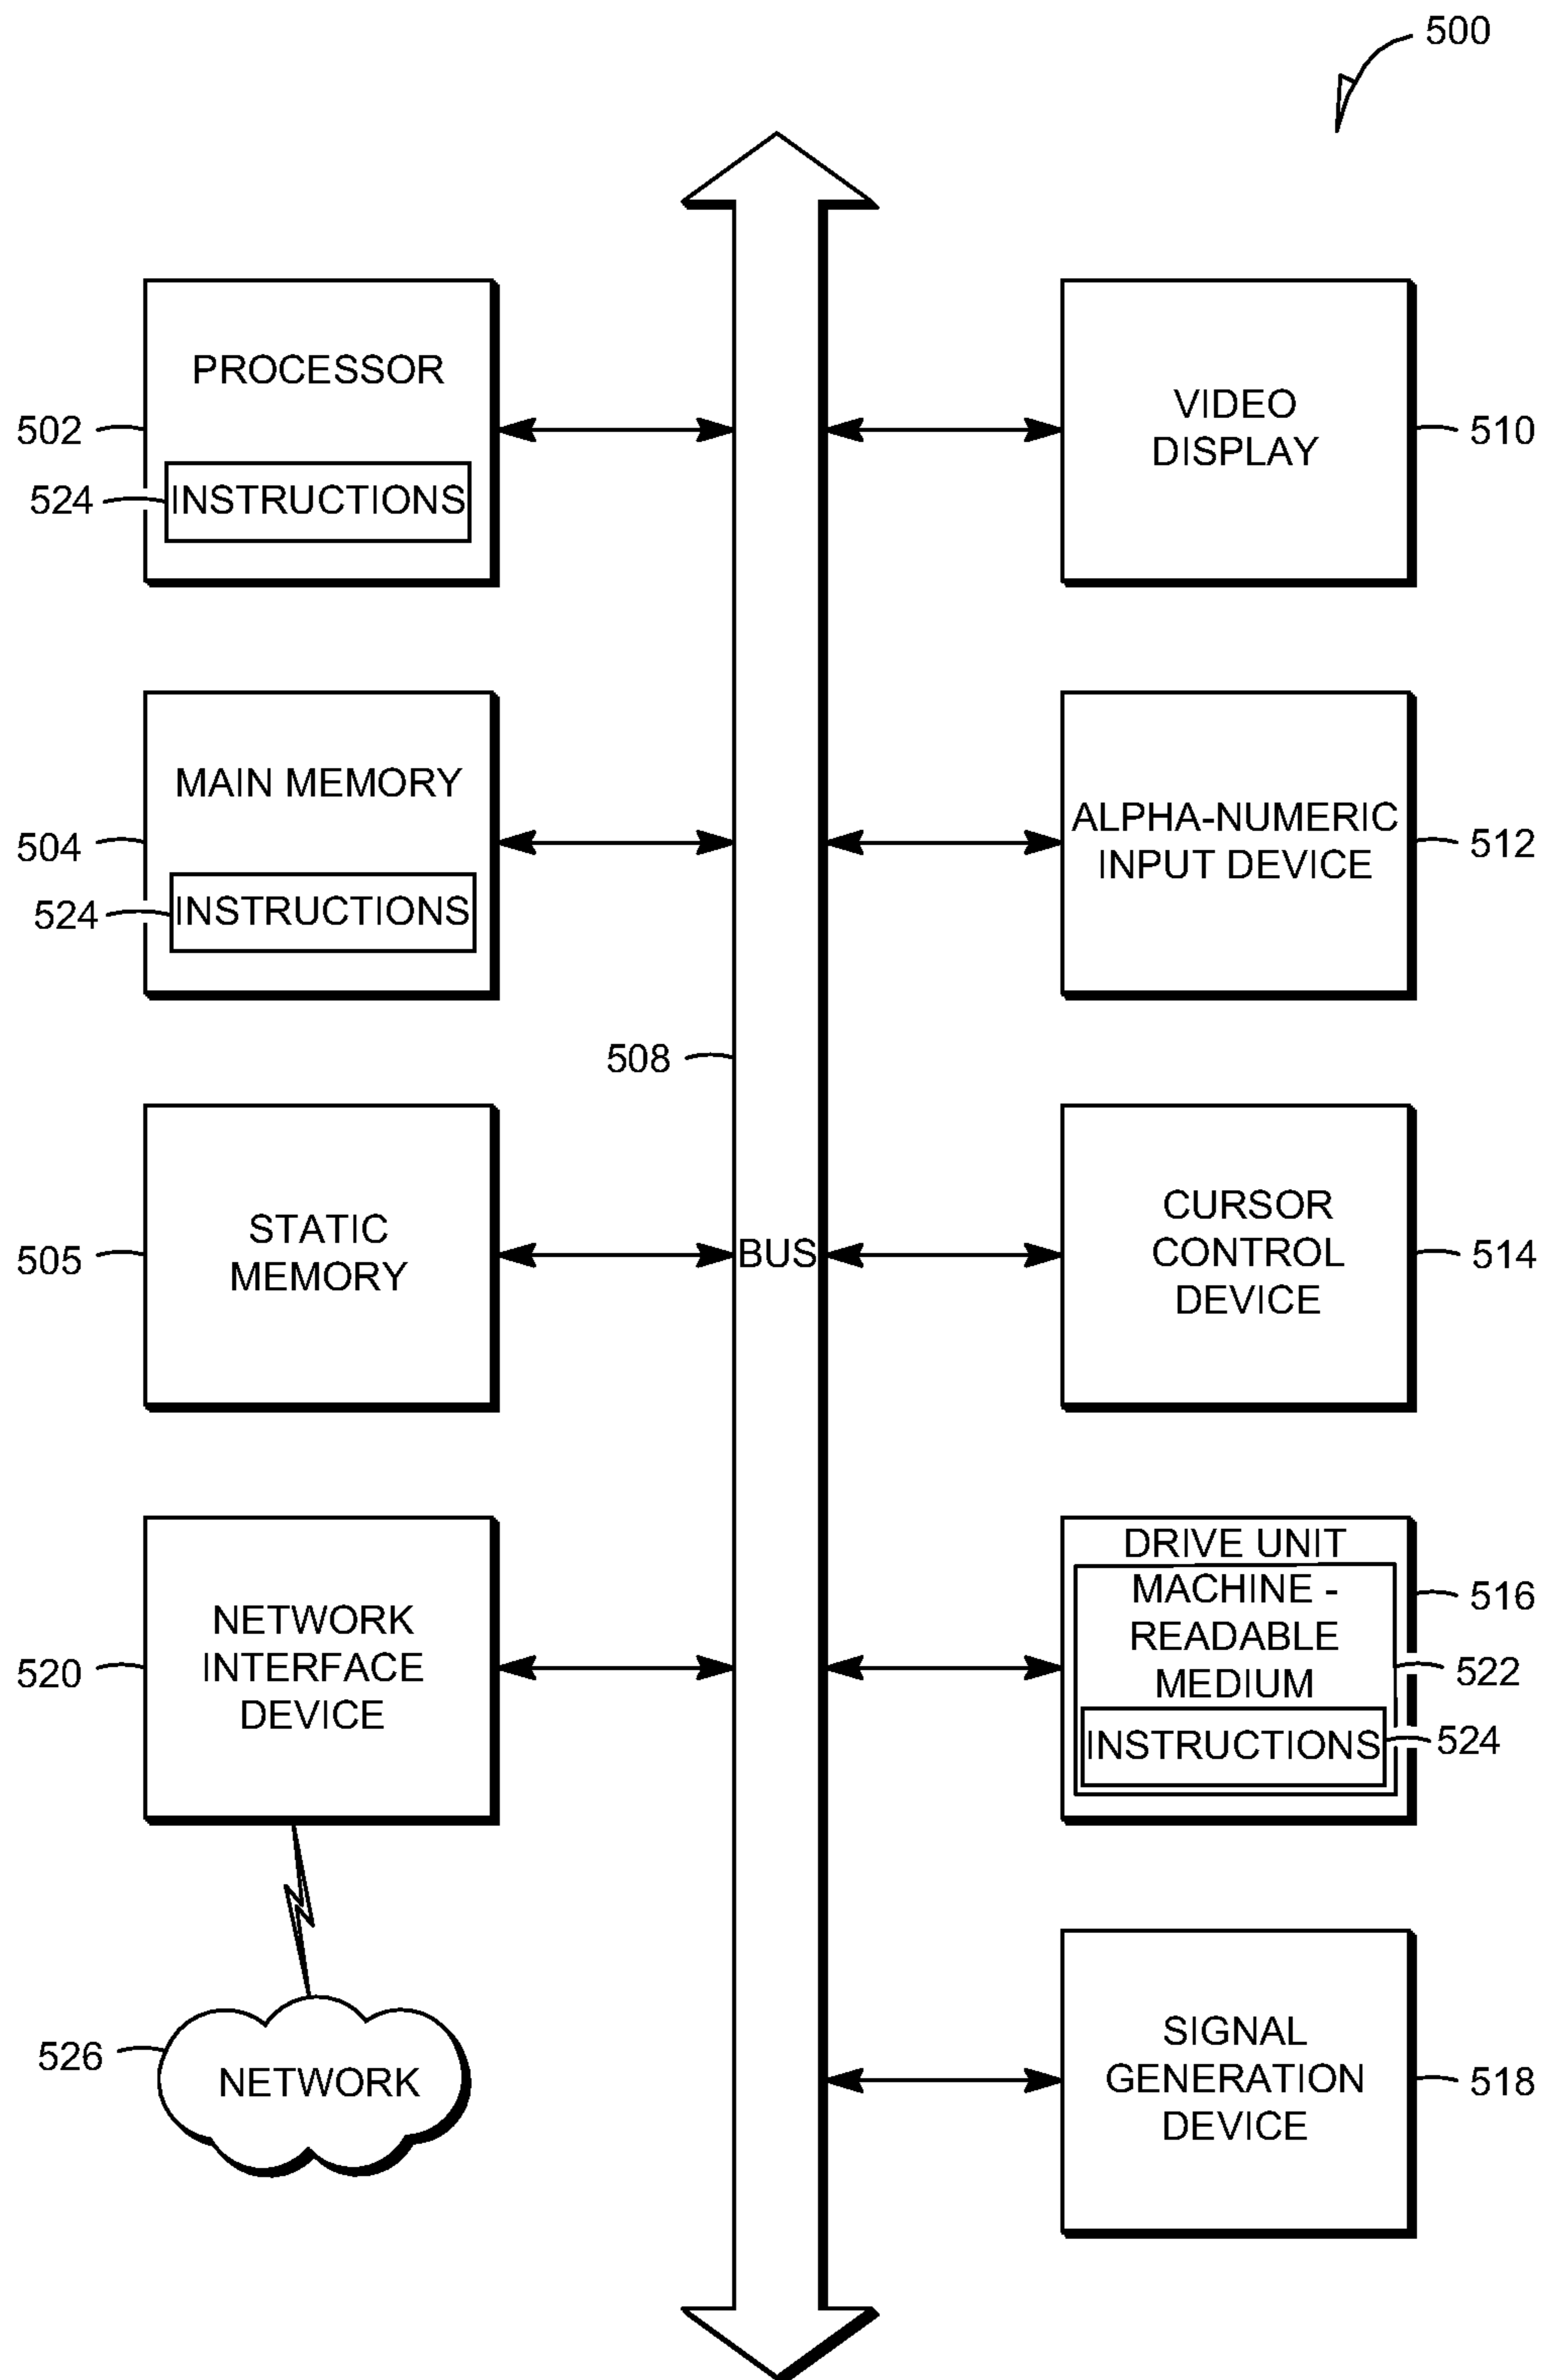 500
PROCESSOR
502
524
INSTRUCTIONS
VIDEO
DISPLAY
510
MAIN MEMORY
504
524
INSTRUCTIONS
ALPHA-NUMERIC
INPUT DEVICE
512
508
STATIC
MEMORY
505
BUS
CURSOR
CONTROL
DEVICE
514
NETWORK
INTERFACE
DEVICE
520
DRIVE UNIT
MACHINE -
READABLE
MEDIUM
INSTRUCTIONS
516
522
524
526
NETWORK
SIGNAL
GENERATION
DEVICE
518